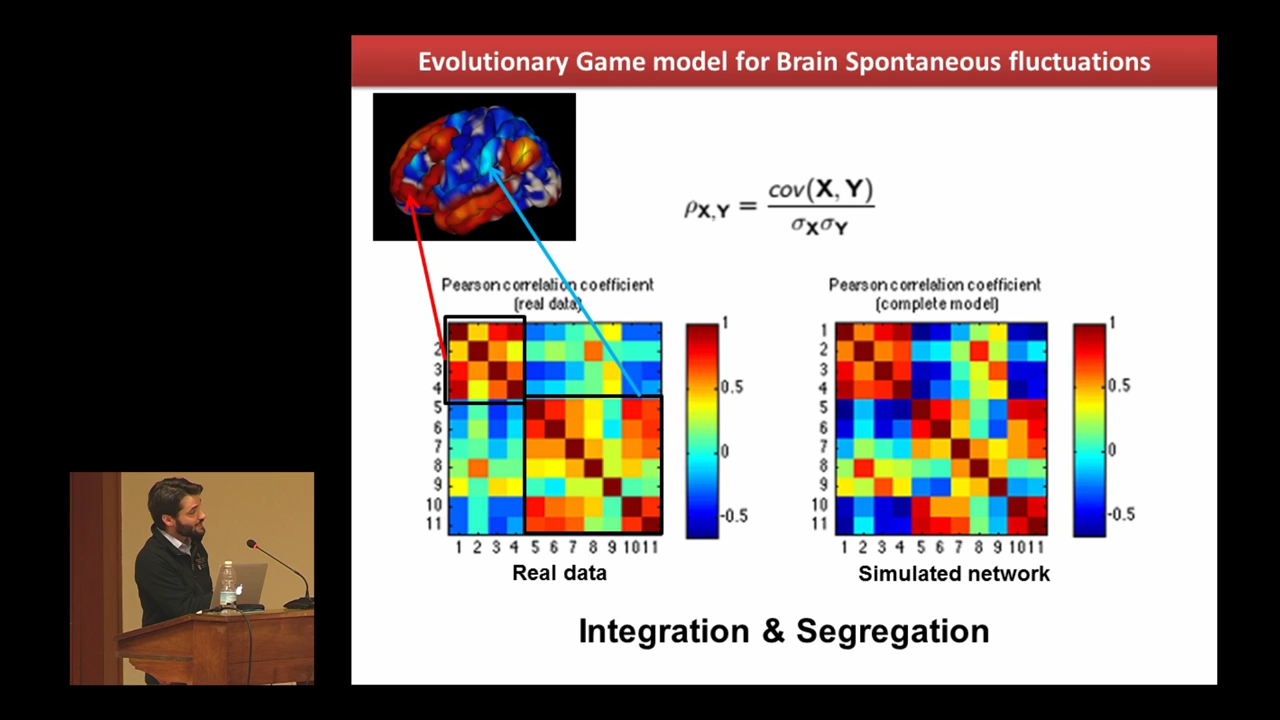 Evolutionary Game model for Brain Spontaneous fluctuations
ρX,Y = cov(X, Y) / σXσY
Pearson correlation coefficient
(real data)
1
0.5
0
-0.5
2
3
4
5
6
7
8
9
10
11
1 2 3 4 5 6 7 8 9 10 11
Real data
Pearson correlation coefficient
(complete model)
1
0.5
0
-0.5
1
2
3
4
5
6
7
8
9
10
11
1 2 3 4 5 6 7 8 9 10 11
Simulated network
Integration & Segregation